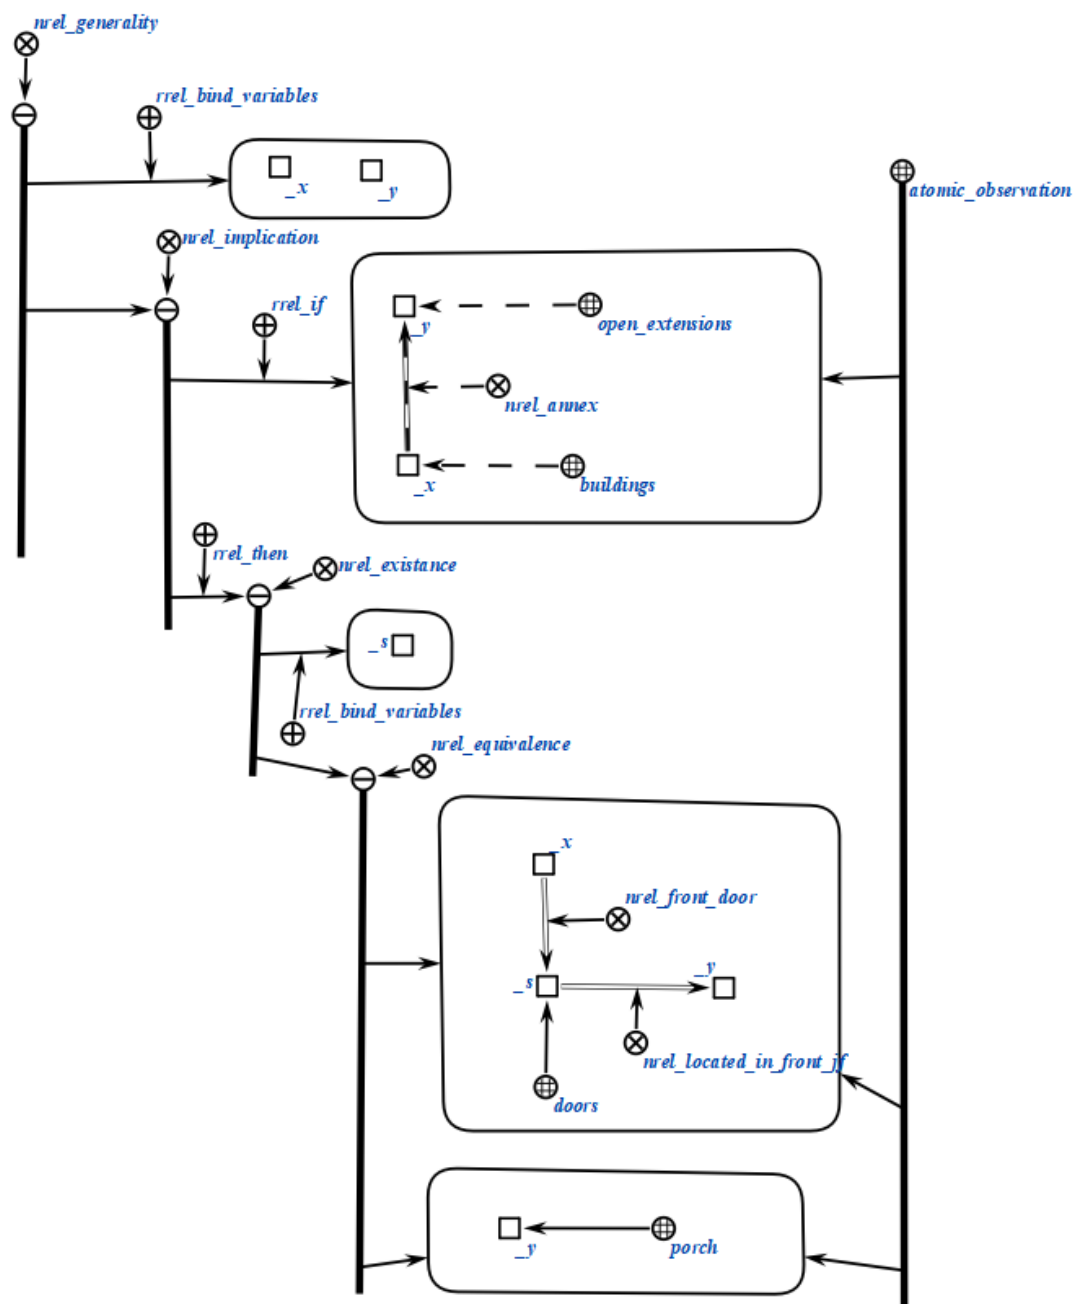 nrel_generality
rrel_bind_variables
_x
_y
atomic_observation
nrel_implication
rrel_if
open_extensions
_y
nrel_annex
buildings
_x
rrel_then
nrel_existance
_s
rrel_bind_variables
nrel_equivalence
_x
nrel_front_door
_y
_s
nrel_located_in_front_jf
doors
_y
porch